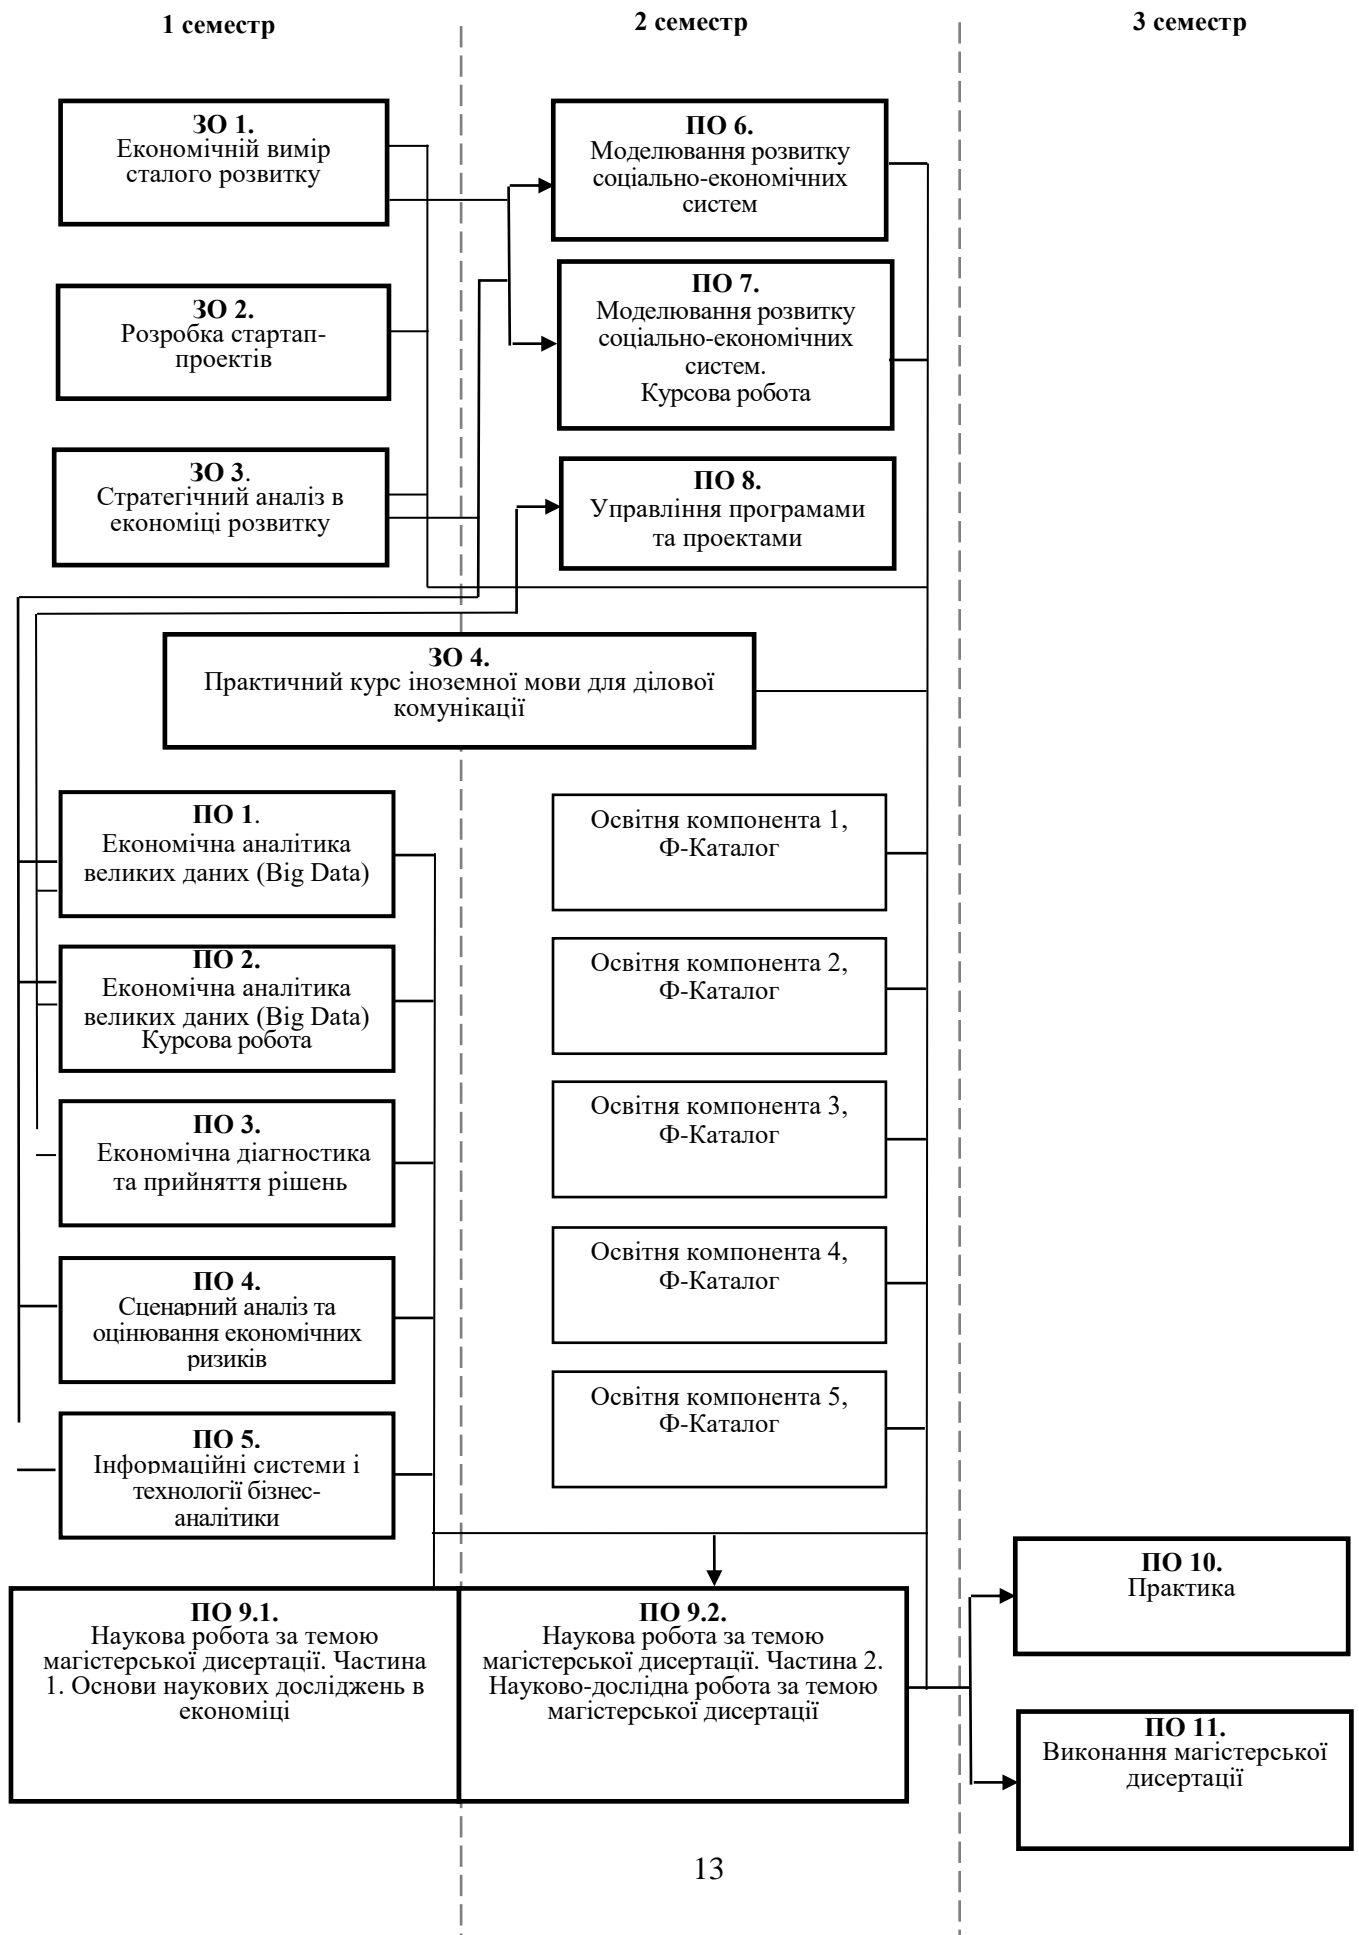 1 семестр
2 семестр
3 семестр
ЗО 1.
Економічній вимір
сталого розвитку
ПО 6.
Моделювання розвитку
соціально-економічних
систем
ЗО 2.
Розробка стартап-
проектів
ПО 7.
Моделювання розвитку
соціально-економічних
систем.
Курсова робота
ЗО 3.
Стратегічний аналіз в
економіці розвитку
ПО 8.
Управління програмами
та проектами
ЗО 4.
Практичний курс іноземної мови для ділової
комунікації
ПО 1.
Економічна аналітика
великих даних (Big Data)
Освітня компонента 1,
Ф-Каталог
ПО 2.
Економічна аналітика
великих даних (Big Data)
Курсова робота
Освітня компонента 2,
Ф-Каталог
ПО 3.
Економічна діагностика
та прийняття рішень
Освітня компонента 3,
Ф-Каталог
ПО 4.
Сценарний аналіз та
оцінювання економічних
ризиків
Освітня компонента 4,
Ф-Каталог
ПО 5.
Інформаційні системи і
технології бізнес-
аналітики
Освітня компонента 5,
Ф-Каталог
ПО 9.1.
Наукова робота за темою
магістерської дисертації. Частина
1. Основи наукових досліджень в
економіці
ПО 9.2.
Наукова робота за темою
магістерської дисертації. Частина 2.
Науково-дослідна робота за темою
магістерської дисертації
ПО 10.
Практика
ПО 11.
Виконання магістерської
дисертації
13